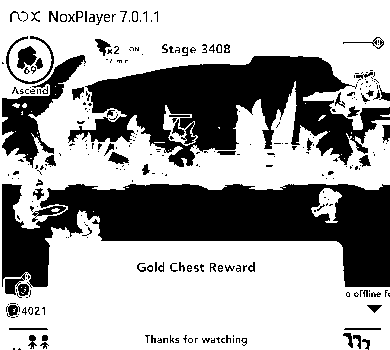 nox NoxPlayer 7.0.1.1
x2 ON
Stage 3408
69
Ascend
Gold Chest Reward
o offline
4021
Thanks for watching